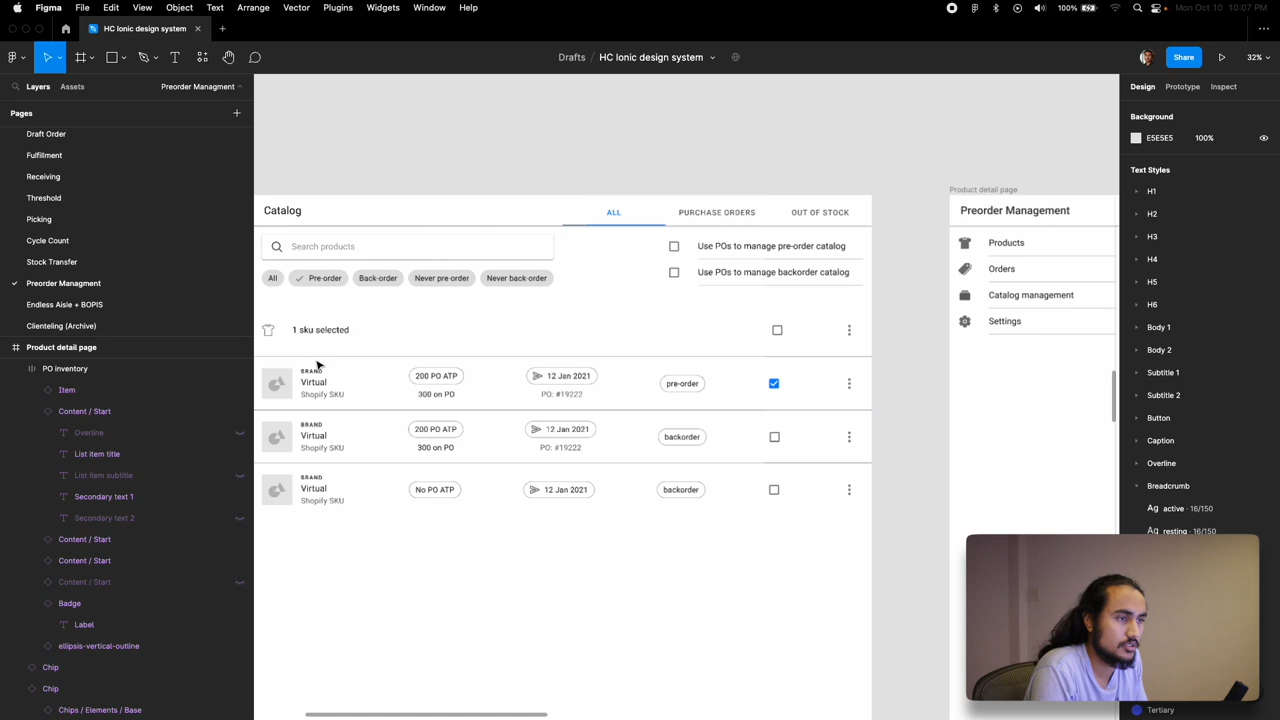 Figma File Edit View Object Text Arrange Vector Plugins Widgets Window Help 100% Mon Oct 10 10:07 PM
HC Ionic design system
Drafts / HC Ionic design system Share 32%
Layers Assets Preorder Managment
Design Prototype Inspect
Pages
Draft Order
Fulfillment
Receiving
Threshold
Picking
Cycle Count
Stock Transfer
Preorder Managment
Endless Aisle + BOPIS
Clienteling (Archive)
Product detail page
PO inventory
Item
Content / Start
Overline
List item title
List item subtitle
Secondary text 1
Secondary text 2
Content / Start
Content / Start
Content / Start
Badge
Label
ellipsis-vertical-outline
Chip
Chip
Chips / Elements / Base
Catalog ALL PURCHASE ORDERS OUT OF STOCK
Search products
Use POs to manage pre-order catalog
Use POs to manage backorder catalog
All Pre-order Back-order Never pre-order Never back-order
1 sku selected
BRAND
Virtual
Shopify SKU
200 PO ATP
300 on PO
12 Jan 2021
PO: #19222
pre-order
BRAND
Virtual
Shopify SKU
200 PO ATP
300 on PO
12 Jan 2021
PO: #19222
backorder
BRAND
Virtual
Shopify SKU
No PO ATP
12 Jan 2021
backorder
Product detail page
Preorder Management
Products
Orders
Catalog management
Settings
Background
E5E5E5 100%
Text Styles
H1
H2
H3
H4
H5
H6
Body 1
Body 2
Subtitle 1
Subtitle 2
Button
Caption
Overline
Breadcrumb
Ag active · 16/150
Ag resting · 16/150
Tertiary